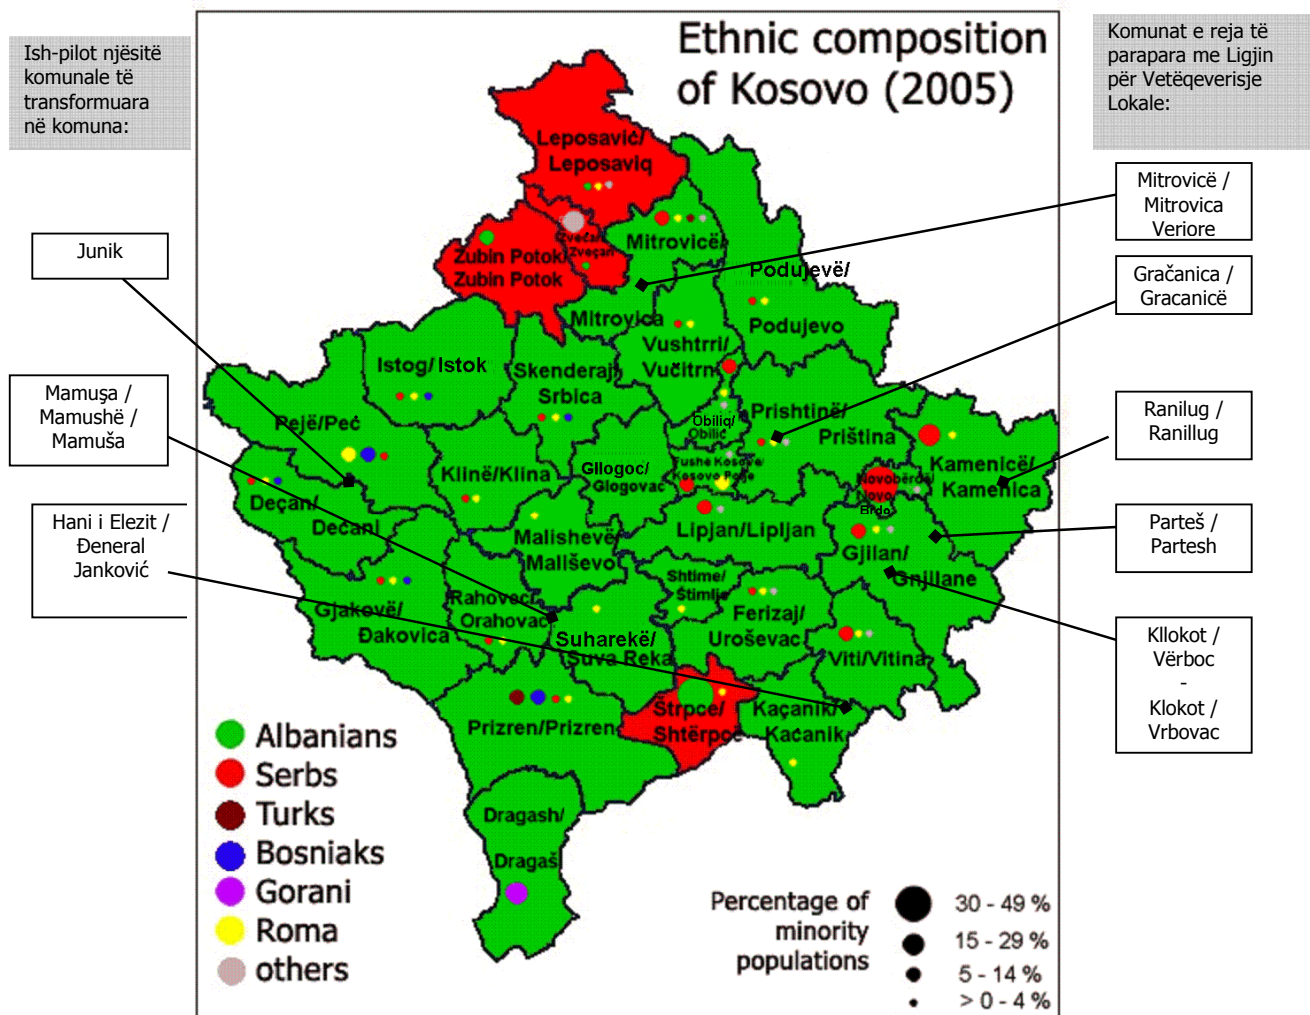 Ish-pilot njësitë
komunale të
transformuara
në komuna:
Ethnic composition
of Kosovo (2005)
Komunat e reja të
parapara me Ligjin
për Vetëqeverisje
Lokale:
Junik
Mamuşa /
Mamushë /
Mamuša
Hani i Elezit /
Đeneral
Janković
Mitrovicë /
Mitrovica
Veriore
Gračanica /
Gracanicë
Ranilug /
Ranillug
Parteš /
Partesh
Kllokot /
Vërboc
-
Klokot /
Vrbovac
Leposavić/
Leposaviq
Zvečan/
Zveçan
Zubin Potok/
Zubin Potok
Mitrovicë/
Mitrovica
Podujevë/
Podujevo
Vushtrri/
Vučitrn
Istog/Istok
Skenderaj/
Srbica
Pejë/Peć
Obiliq/
Obilić
Prishtinë/
Priština
Klinë/Klina
Gllogoc/
Glogovac
Fushe Kosovë/
Kosovo Polje
Novobërdë/
Novo
Brdo
Kamenicë/
Kamenica
Deçan/
Dečani
Malishevë/
Mališevo
Lipjan/Lipljan
Gjilan/
Gnjilane
Shtime/
Štimlje
Gjakovë/
Đakovica
Rahovec/
Orahovac
Suharekë/
Suva Reka
Ferizaj/
Uroševac
Viti/Vitina
Prizren/Prizren
Štrpce/
Shtërpcë
Kaçanik/
Kačanik
Dragash/
Dragaš
Albanians
Serbs
Turks
Bosniaks
Gorani
Roma
others
Percentage of
minority
populations
30 - 49 %
15 - 29 %
5 - 14 %
> 0 - 4 %